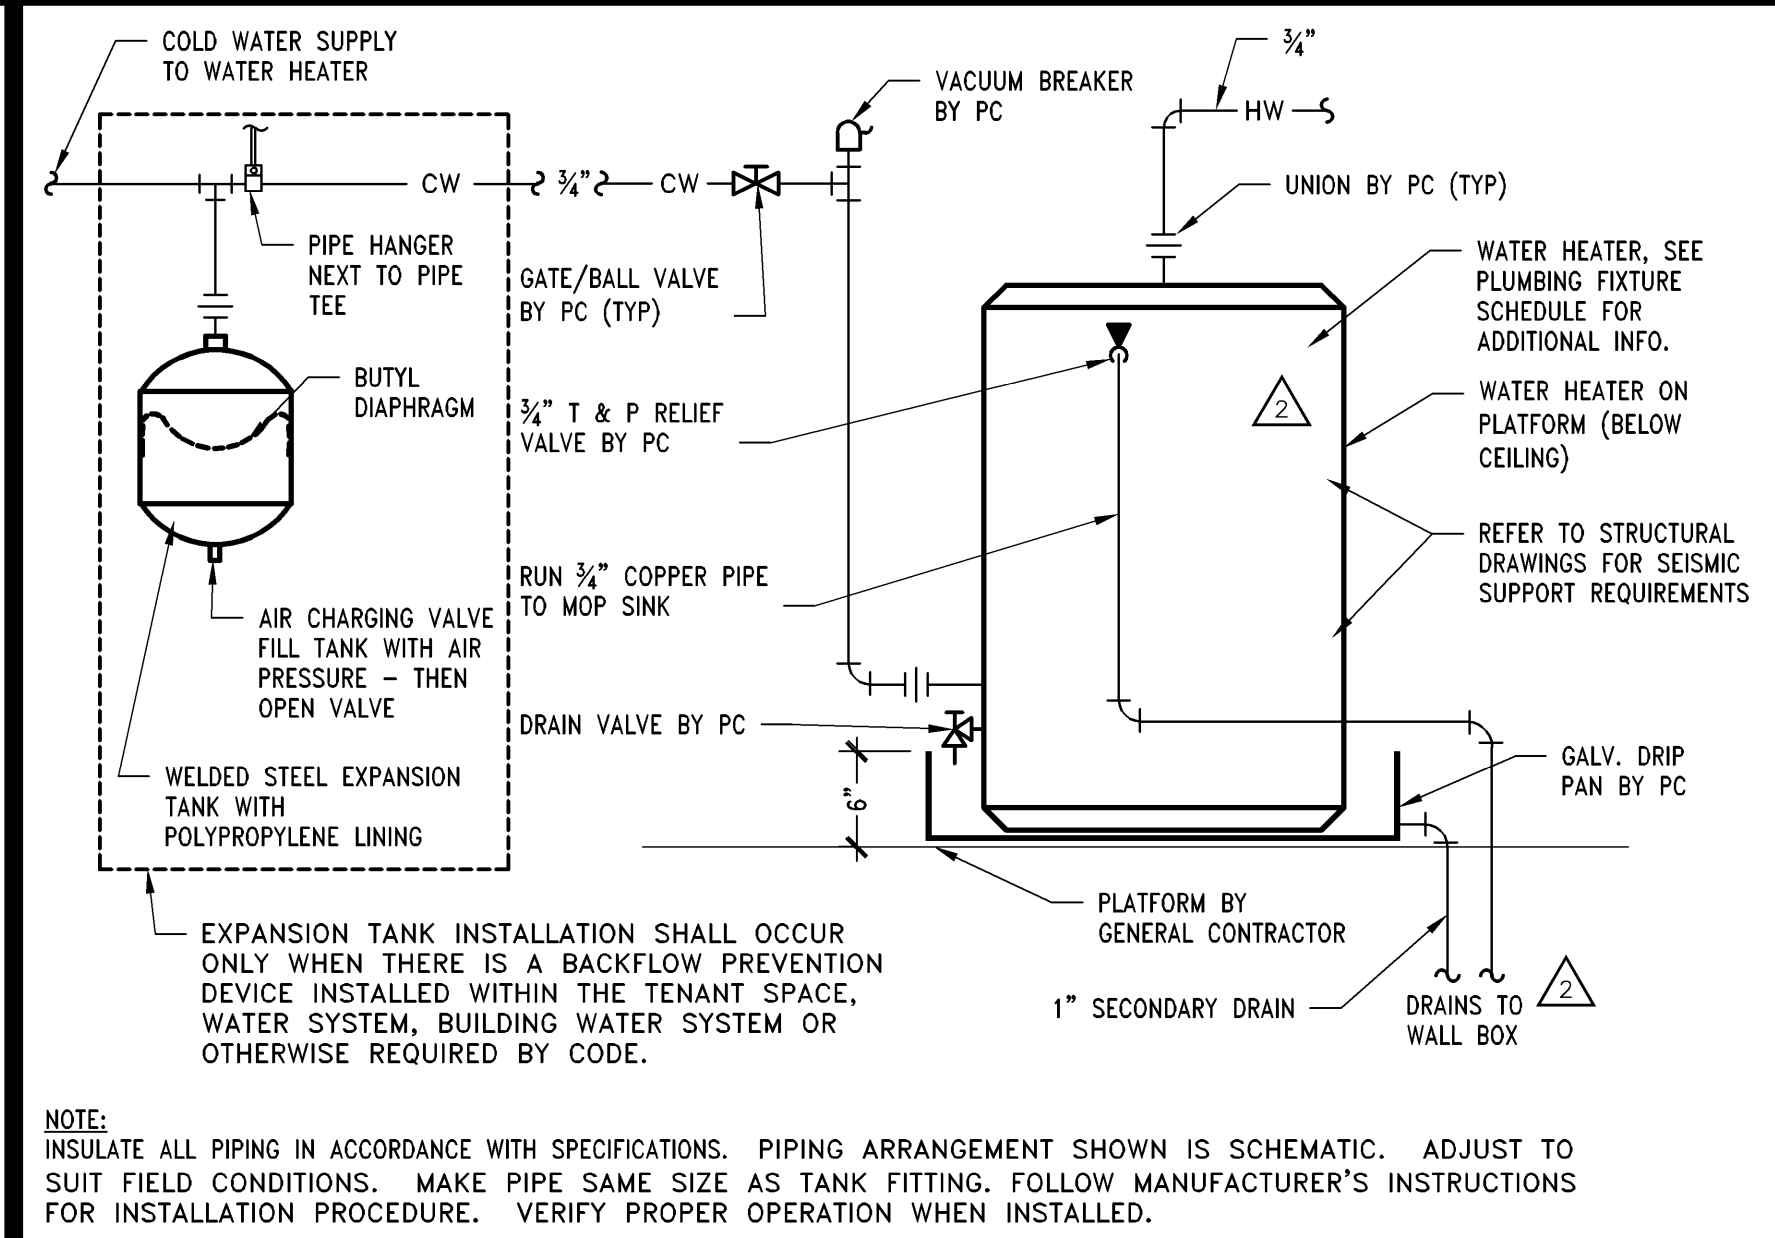 COLD WATER SUPPLY
TO WATER HEATER
¾"
VACUUM BREAKER
BY PC
HW
CW
¾"
CW
UNION BY PC (TYP)
PIPE HANGER
NEXT TO PIPE
TEE
GATE/BALL VALVE
BY PC (TYP)
WATER HEATER, SEE
PLUMBING FIXTURE
SCHEDULE FOR
ADDITIONAL INFO.
BUTYL
DIAPHRAGM
¾" T & P RELIEF
VALVE BY PC
2
WATER HEATER ON
PLATFORM (BELOW
CEILING)
REFER TO STRUCTURAL
DRAWINGS FOR SEISMIC
SUPPORT REQUIREMENTS
RUN ¾" COPPER PIPE
TO MOP SINK
AIR CHARGING VALVE
FILL TANK WITH AIR
PRESSURE – THEN
OPEN VALVE
DRAIN VALVE BY PC
WELDED STEEL EXPANSION
TANK WITH
POLYPROPYLENE LINING
6"
GALV. DRIP
PAN BY PC
PLATFORM BY
GENERAL CONTRACTOR
EXPANSION TANK INSTALLATION SHALL OCCUR
ONLY WHEN THERE IS A BACKFLOW PREVENTION
DEVICE INSTALLED WITHIN THE TENANT SPACE,
WATER SYSTEM, BUILDING WATER SYSTEM OR
OTHERWISE REQUIRED BY CODE.
1" SECONDARY DRAIN
DRAINS TO
WALL BOX
2
NOTE:
INSULATE ALL PIPING IN ACCORDANCE WITH SPECIFICATIONS. PIPING ARRANGEMENT SHOWN IS SCHEMATIC. ADJUST TO
SUIT FIELD CONDITIONS. MAKE PIPE SAME SIZE AS TANK FITTING. FOLLOW MANUFACTURER'S INSTRUCTIONS
FOR INSTALLATION PROCEDURE. VERIFY PROPER OPERATION WHEN INSTALLED.